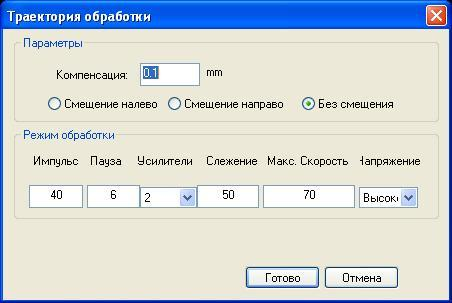 Траектория обработки
Параметры
Компенсация: 0.1 mm
Смещение налево Смещение направо Без смещения
Режим обработки
Импульс Пауза Усилители Слежение Макс. Скорость Напряжение
40 6 2 50 70 Высоко
Готово Отмена